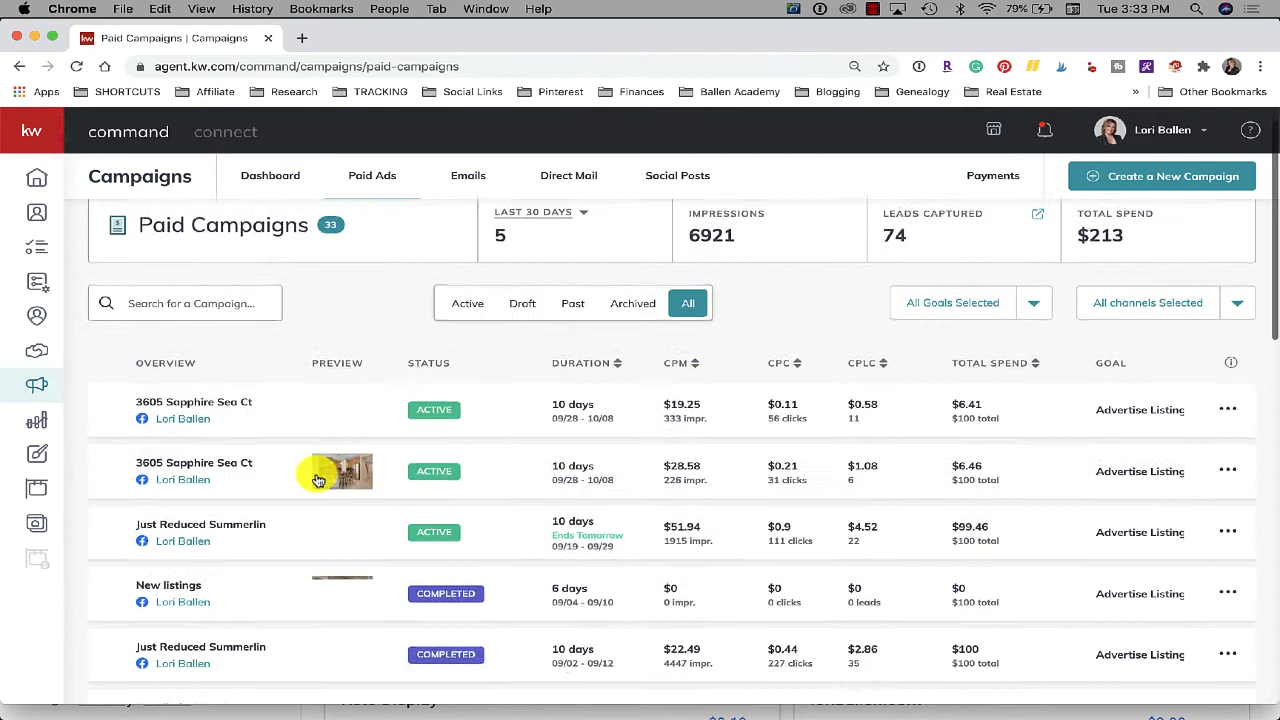 Chrome File Edit View History Bookmarks People Tab Window Help 79% Tue 3:33 PM
Paid Campaigns | Campaigns
agent.kw.com/command/campaigns/paid-campaigns
Apps SHORTCUTS Affiliate Research TRACKING Social Links Pinterest Finances Ballen Academy Blogging Genealogy Real Estate » Other Bookmarks
kw command connect Lori Ballen
Campaigns Dashboard Paid Ads Emails Direct Mail Social Posts Payments Create a New Campaign
Paid Campaigns 33
LAST 30 DAYS
5
IMPRESSIONS
6921
LEADS CAPTURED
74
TOTAL SPEND
$213
Search for a Campaign... Active Draft Past Archived All All Goals Selected All channels Selected
OVERVIEW PREVIEW STATUS DURATION CPM CPC CPLC TOTAL SPEND GOAL
3605 Sapphire Sea Ct ACTIVE 10 days $19.25 $0.11 $0.58 $6.41 Advertise Listing
Lori Ballen 09/28 - 10/08 333 impr. 56 clicks 11 $100 total
3605 Sapphire Sea Ct ACTIVE 10 days $28.58 $0.21 $1.08 $6.46 Advertise Listing
Lori Ballen 09/28 - 10/08 226 impr. 31 clicks 6 $100 total
Just Reduced Summerlin ACTIVE 10 days $51.94 $0.9 $4.52 $99.46 Advertise Listing
Ends Tomorrow
Lori Ballen 09/19 - 09/29 1915 impr. 111 clicks 22 $100 total
New listings COMPLETED 6 days $0 $0 $0 $0 Advertise Listing
Lori Ballen 09/04 - 09/10 0 impr. 0 clicks 0 leads $100 total
Just Reduced Summerlin COMPLETED 10 days $22.49 $0.44 $2.86 $100 Advertise Listing
Lori Ballen 09/02 - 09/12 4447 impr. 227 clicks 35 $100 total